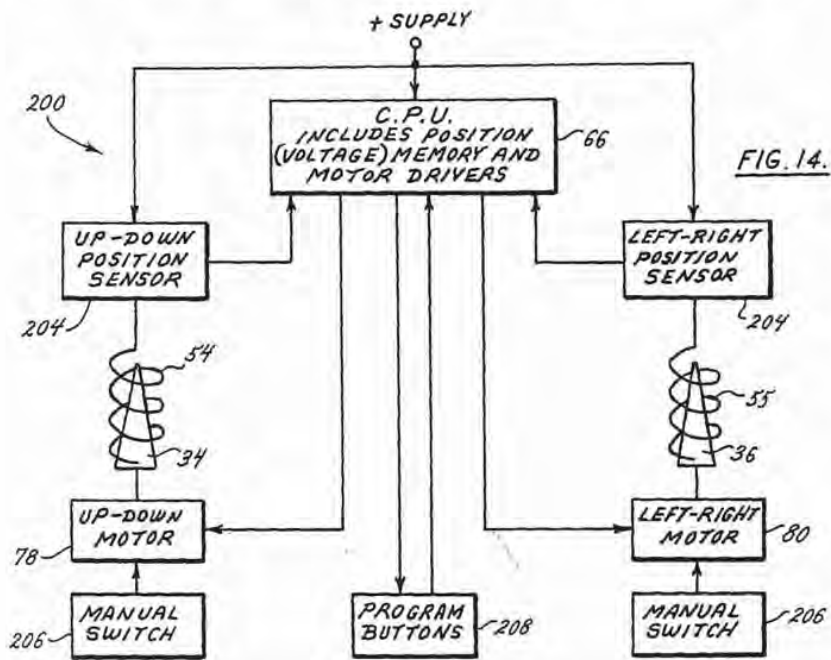 + SUPPLY
200
C.P.U.
INCLUDES POSITION
(VOLTAGE) MEMORY AND
MOTOR DRIVERS
66
FIG. 14.
UP-DOWN
POSITION
SENSOR
204
LEFT-RIGHT
POSITION
SENSOR
204
54
34
55
36
UP-DOWN
MOTOR
78
LEFT-RIGHT
MOTOR
80
MANUAL
SWITCH
206
PROGRAM
BUTTONS
208
MANUAL
SWITCH
206